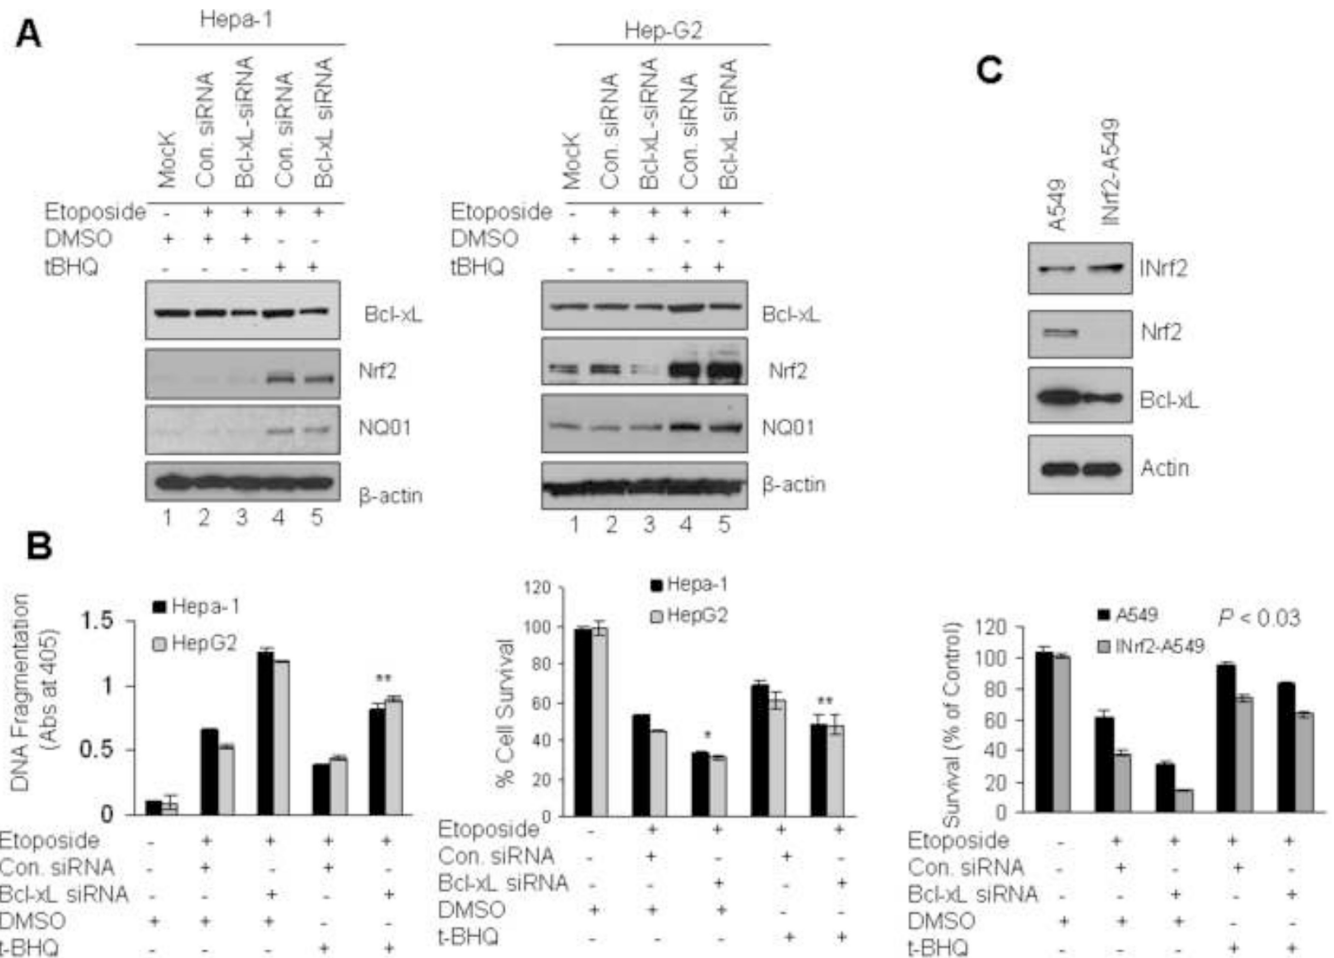 A
Hepa-1
MocK
Con. siRNA
Bcl-xL-siRNA
Con. siRNA
Bcl-xL siRNA
Etoposide - + + + +
DMSO + + + - -
tBHQ - - - + +
Bcl-xL
Nrf2
NQ01
β-actin
1 2 3 4 5
Hep-G2
MocK
Con. siRNA
Bcl-xL-siRNA
Con. siRNA
Bcl-xL siRNA
Etoposide - + + + +
DMSO + + + - -
tBHQ - - - + +
Bcl-xL
Nrf2
NQ01
β-actin
1 2 3 4 5
C
A549
INrf2-A549
INrf2
Nrf2
Bcl-xL
Actin
B
DNA Fragmentation
(Abs at 405)
1.5
1
0.5
0
Hepa-1
HepG2
**
Etoposide - + + + +
Con. siRNA - + - + -
Bcl-xL siRNA - - + - +
DMSO + + + - -
t-BHQ - - - + +
% Cell Survival
120
100
80
60
40
20
0
Hepa-1
HepG2
*
**
Etoposide - + + + +
Con. siRNA - + - + -
Bcl-xL siRNA - - + - +
DMSO + + + - -
t-BHQ - - - + +
Survival (% of Control)
120
100
80
60
40
20
0
A549
INrf2-A549
P < 0.03
Etoposide - + + + +
Con. siRNA - + - + -
Bcl-xL siRNA - - + - +
DMSO + + + - -
t-BHQ - - - + +